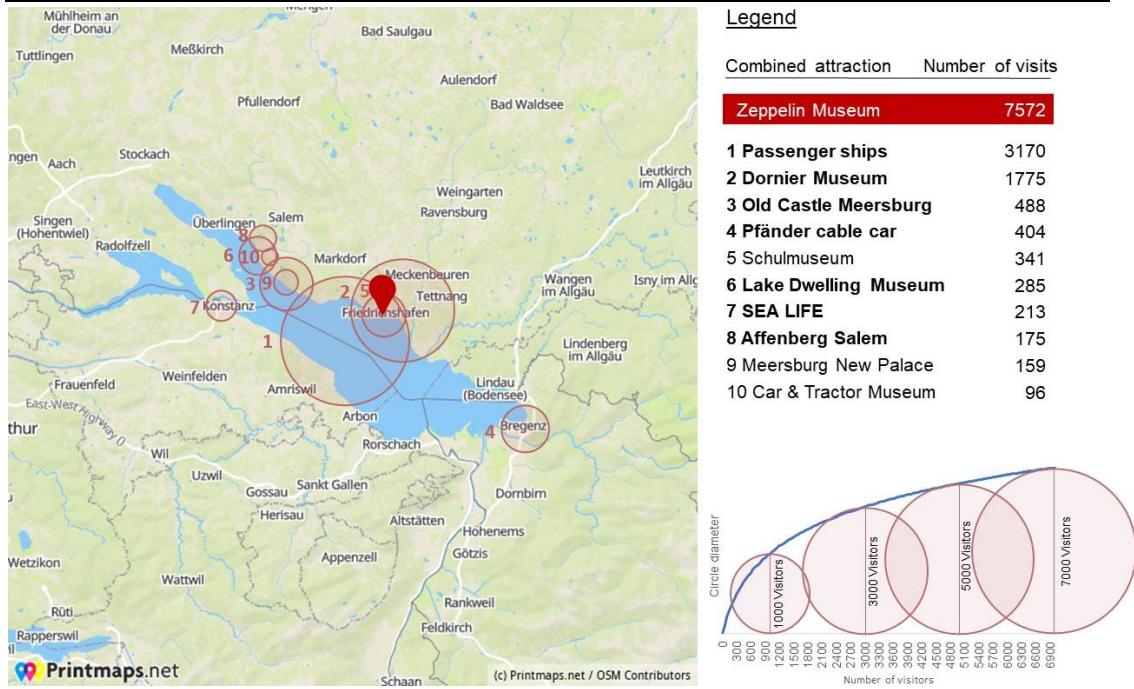 Mühlheim an
der Donau
Mengen
Bad Saulgau
Meßkirch
Tuttlingen
Aulendorf
Pfullendorf
Bad Waldsee
Stockach
Aach
Leutkirch
im Allgäu
Weingarten
Ravensburg
Salem
Überlingen
Singen
(Hohentwiel)
Radolfzell
8
6
10
Markdorf
Meckenbeuren
Wangen
im Allgäu
Isny im Allg
3
9
2
5
Tettnang
7
Konstanz
Friedrichshafen
1
Lindenberg
im Allgäu
Weinfelden
Frauenfeld
Amriswil
Lindau
(Bodensee)
East-West Highway 0
Arbon
4
Bregenz
thur
Rorschach
Wil
Uzwil
Sankt Gallen
Gossau
Dornbirn
Herisau
Altstätten
Hohenems
Appenzell
Götzis
Wetzikon
Wattwil
Rankweil
Rüti
Feldkirch
Rapperswil
Printmaps.net
(c) Printmaps.net / OSM Contributors
Schaan
Legend
Combined attraction Number of visits
Zeppelin Museum 7572
1 Passenger ships 3170
2 Dornier Museum 1775
3 Old Castle Meersburg 488
4 Pfänder cable car 404
5 Schulmuseum 341
6 Lake Dwelling Museum 285
7 SEA LIFE 213
8 Affenberg Salem 175
9 Meersburg New Palace 159
10 Car & Tractor Museum 96
Circle diameter
1000 Visitors
3000 Visitors
5000 Visitors
7000 Visitors
0 300 600 900 1200 1500 1800 2100 2400 2700 3000 3300 3600 3900 4200 4500 4800 5100 5400 5700 6000 6300 6600 6900
Number of visitors